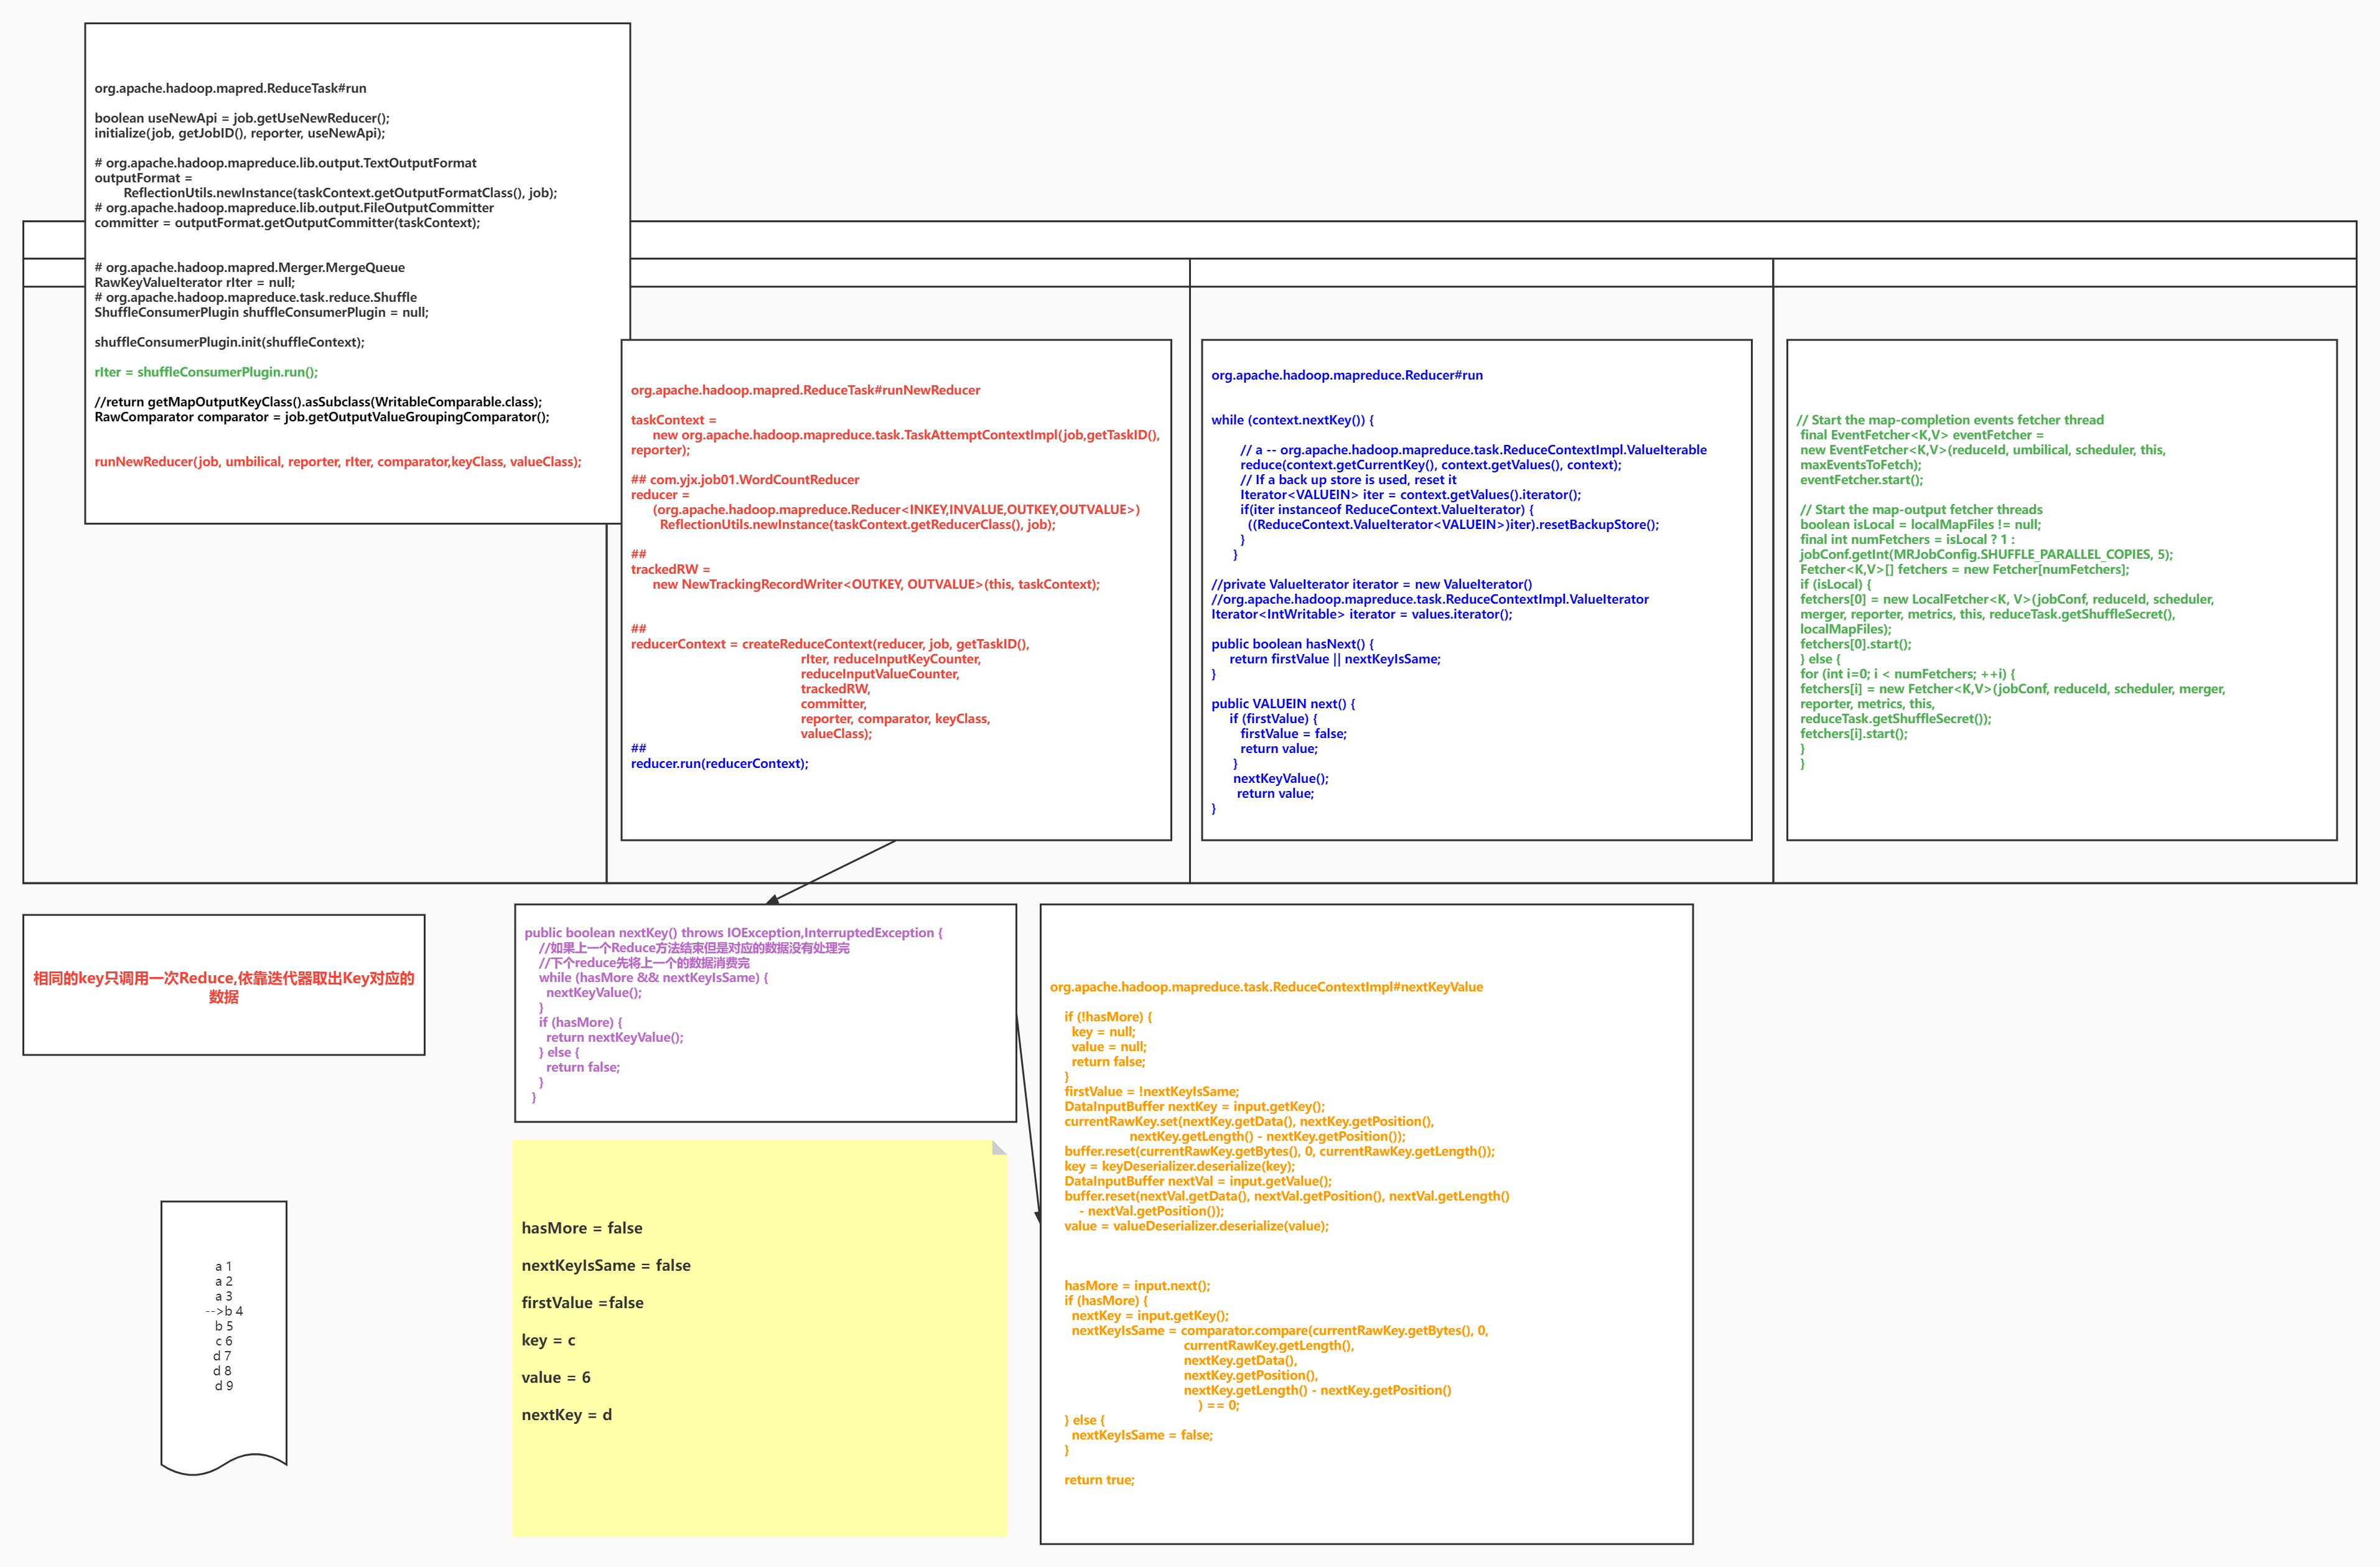 org.apache.hadoop.mapred.ReduceTask#run
boolean useNewApi = job.getUseNewReducer();
initialize(job, getJobID(), reporter, useNewApi);
# org.apache.hadoop.mapreduce.lib.output.TextOutputFormat
outputFormat =
ReflectionUtils.newInstance(taskContext.getOutputFormatClass(), job);
# org.apache.hadoop.mapreduce.lib.output.FileOutputCommitter
committer = outputFormat.getOutputCommitter(taskContext);
# org.apache.hadoop.mapred.Merger.MergeQueue
RawKeyValueIterator rIter = null;
# org.apache.hadoop.mapreduce.task.reduce.Shuffle
ShuffleConsumerPlugin shuffleConsumerPlugin = null;
shuffleConsumerPlugin.init(shuffleContext);
rIter = shuffleConsumerPlugin.run();
//return getMapOutputKeyClass().asSubclass(WritableComparable.class);
RawComparator comparator = job.getOutputValueGroupingComparator();
runNewReducer(job, umbilical, reporter, rIter, comparator,keyClass, valueClass);
org.apache.hadoop.mapred.ReduceTask#runNewReducer
taskContext =
new org.apache.hadoop.mapreduce.task.TaskAttemptContextImpl(job,getTaskID(),
reporter);
## com.yjx.job01.WordCountReducer
reducer =
(org.apache.hadoop.mapreduce.Reducer<INKEY,INVALUE,OUTKEY,OUTVALUE>)
ReflectionUtils.newInstance(taskContext.getReducerClass(), job);
##
trackedRW =
new NewTrackingRecordWriter<OUTKEY, OUTVALUE>(this, taskContext);
##
reducerContext = createReduceContext(reducer, job, getTaskID(),
rIter, reduceInputKeyCounter,
reduceInputValueCounter,
trackedRW,
committer,
reporter, comparator, keyClass,
valueClass);
##
reducer.run(reducerContext);
org.apache.hadoop.mapreduce.Reducer#run
while (context.nextKey()) {
// a -- org.apache.hadoop.mapreduce.task.ReduceContextImpl.ValueIterable
reduce(context.getCurrentKey(), context.getValues(), context);
// If a back up store is used, reset it
Iterator<VALUEIN> iter = context.getValues().iterator();
if(iter instanceof ReduceContext.ValueIterator) {
((ReduceContext.ValueIterator<VALUEIN>)iter).resetBackupStore();
}
}
//private ValueIterator iterator = new ValueIterator()
//org.apache.hadoop.mapreduce.task.ReduceContextImpl.ValueIterator
Iterator<IntWritable> iterator = values.iterator();
public boolean hasNext() {
return firstValue || nextKeyIsSame;
}
public VALUEIN next() {
if (firstValue) {
firstValue = false;
return value;
}
nextKeyValue();
return value;
}
// Start the map-completion events fetcher thread
final EventFetcher<K,V> eventFetcher =
new EventFetcher<K,V>(reduceId, umbilical, scheduler, this,
maxEventsToFetch);
eventFetcher.start();
// Start the map-output fetcher threads
boolean isLocal = localMapFiles != null;
final int numFetchers = isLocal ? 1 :
jobConf.getInt(MRJobConfig.SHUFFLE_PARALLEL_COPIES, 5);
Fetcher<K,V>[] fetchers = new Fetcher[numFetchers];
if (isLocal) {
fetchers[0] = new LocalFetcher<K, V>(jobConf, reduceId, scheduler,
merger, reporter, metrics, this, reduceTask.getShuffleSecret(),
localMapFiles);
fetchers[0].start();
} else {
for (int i=0; i < numFetchers; ++i) {
fetchers[i] = new Fetcher<K,V>(jobConf, reduceId, scheduler, merger,
reporter, metrics, this,
reduceTask.getShuffleSecret());
fetchers[i].start();
}
}
相同的key只调用一次Reduce,依靠迭代器取出Key对应的
数据
public boolean nextKey() throws IOException,InterruptedException {
//如果上一个Reduce方法结束但是对应的数据没有处理完
//下个reduce先将上一个的数据消费完
while (hasMore && nextKeyIsSame) {
nextKeyValue();
}
if (hasMore) {
return nextKeyValue();
} else {
return false;
}
}
org.apache.hadoop.mapreduce.task.ReduceContextImpl#nextKeyValue
if (!hasMore) {
key = null;
value = null;
return false;
}
firstValue = !nextKeyIsSame;
DataInputBuffer nextKey = input.getKey();
currentRawKey.set(nextKey.getData(), nextKey.getPosition(),
nextKey.getLength() - nextKey.getPosition());
buffer.reset(currentRawKey.getBytes(), 0, currentRawKey.getLength());
key = keyDeserializer.deserialize(key);
DataInputBuffer nextVal = input.getValue();
buffer.reset(nextVal.getData(), nextVal.getPosition(), nextVal.getLength()
- nextVal.getPosition());
value = valueDeserializer.deserialize(value);
hasMore = input.next();
if (hasMore) {
nextKey = input.getKey();
nextKeyIsSame = comparator.compare(currentRawKey.getBytes(), 0,
currentRawKey.getLength(),
nextKey.getData(),
nextKey.getPosition(),
nextKey.getLength() - nextKey.getPosition()
) == 0;
} else {
nextKeyIsSame = false;
}
return true;
a 1
a 2
a 3
-->b 4
b 5
c 6
d 7
d 8
d 9
hasMore = false
nextKeyIsSame = false
firstValue =false
key = c
value = 6
nextKey = d